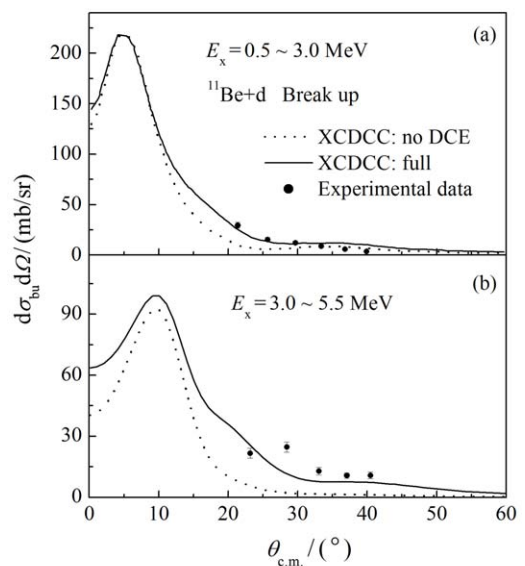 (a)
E_x = 0.5 ~ 3.0 MeV
¹¹Be+d Break up
XCDCC: no DCE
XCDCC: full
Experimental data
200
150
100
50
0
(b)
E_x = 3.0 ~ 5.5 MeV
90
60
30
0
0 10 20 30 40 50 60
dσ_bu dΩ/(mb/sr)
θ_c.m./(°)